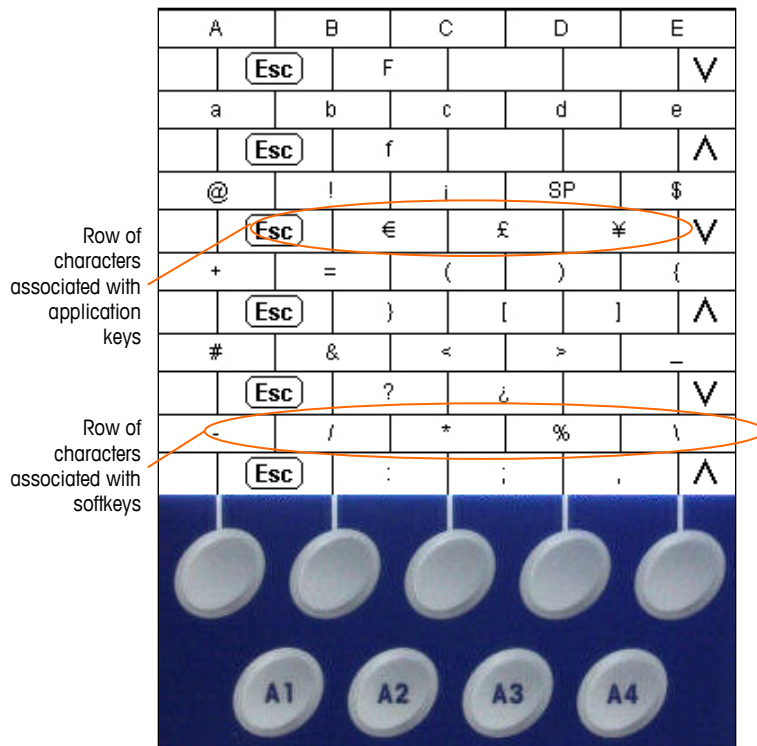 A B C D E
Esc F ∨
a b c d e
Esc f ∧
@ ! ¡ SP $
Esc € £ ¥ ∨
+ = ( ) {
Esc } [ ] ∧
# & < > _
Esc ? ¿ ∨
- / * % \
Esc : ; , ∧
Row of
characters
associated with
application
keys
Row of
characters
associated with
softkeys
A1 A2 A3 A4